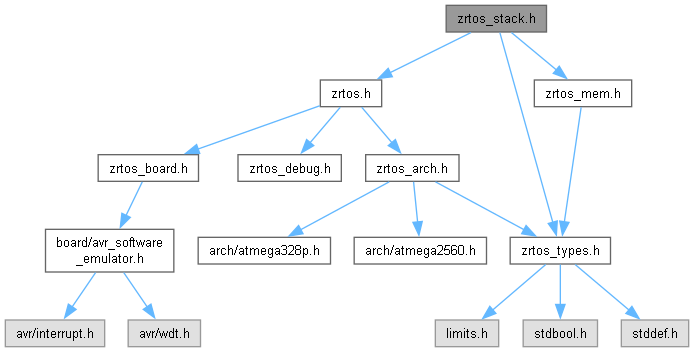 zrtos_stack.h
zrtos.h
zrtos_mem.h
zrtos_board.h
zrtos_debug.h
zrtos_arch.h
board/avr_software
_emulator.h
arch/atmega328p.h
arch/atmega2560.h
zrtos_types.h
avr/interrupt.h
avr/wdt.h
limits.h
stdbool.h
stddef.h